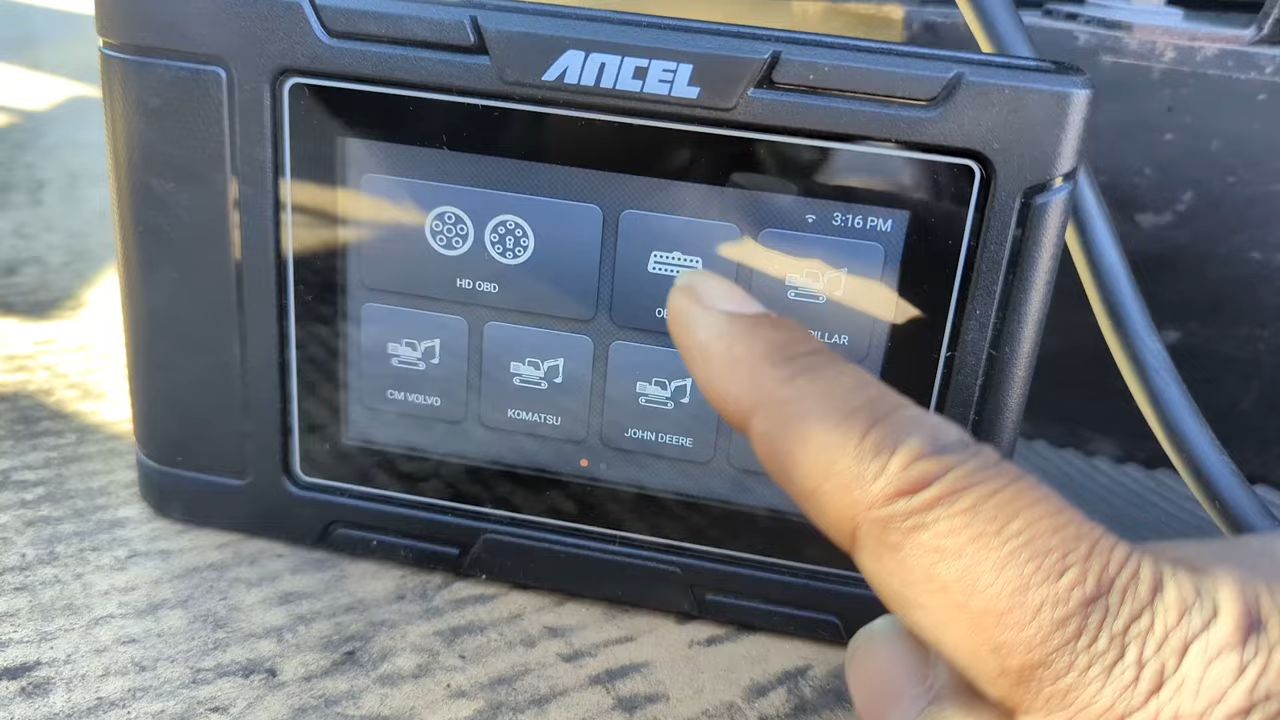 ANCEL
3:16 PM
HD OBD
CM VOLVO
KOMATSU
JOHN DEERE